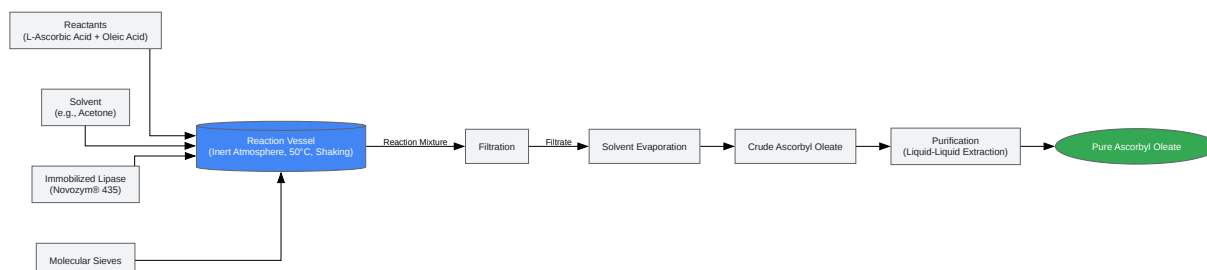 Reactants
(L-Ascorbic Acid + Oleic Acid)
Solvent
(e.g., Acetone)
Immobilized Lipase
(Novozym® 435)
Molecular Sieves
Reaction Vessel
(Inert Atmosphere, 50°C, Shaking)
Reaction Mixture
Filtration
Filtrate
Solvent Evaporation
Crude Ascorbyl Oleate
Purification
(Liquid-Liquid Extraction)
Pure Ascorbyl Oleate